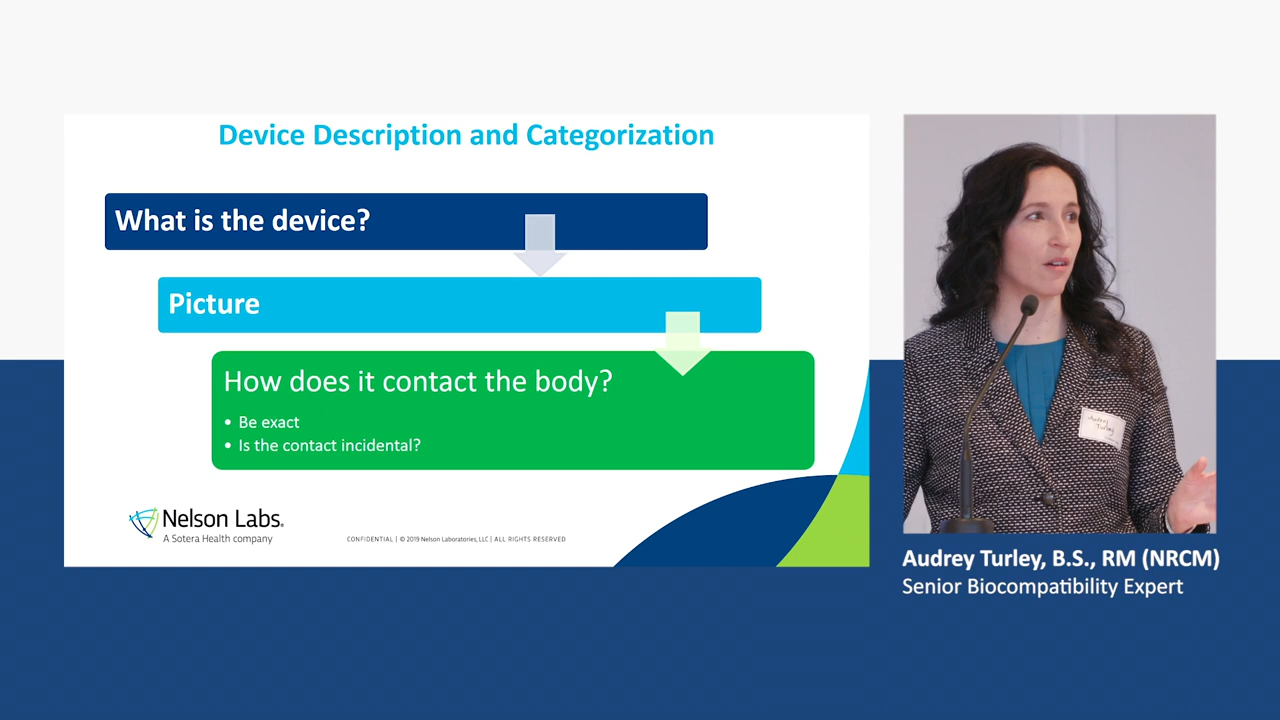 Device Description and Categorization
What is the device?
Picture
How does it contact the body?
• Be exact
• Is the contact incidental?
Nelson Labs.
A Sotera Health company
CONFIDENTIAL | © 2019 Nelson Laboratories, LLC | ALL RIGHTS RESERVED
Audrey
Turley
Audrey Turley, B.S., RM (NRCM)
Senior Biocompatibility Expert